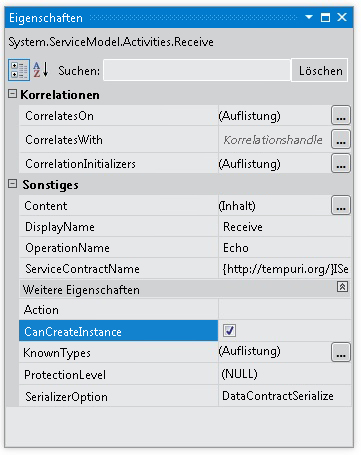 Eigenschaften
System.ServiceModel.Activities.Receive
Suchen: Löschen
Korrelationen
CorrelatesOn (Auflistung) ...
CorrelatesWith Korrelationshandle ...
CorrelationInitializers (Auflistung) ...
Sonstiges
Content (Inhalt) ...
DisplayName Receive
OperationName Echo
ServiceContractName {http://tempuri.org/}ISe
Weitere Eigenschaften
Action
CanCreateInstance
KnownTypes (Auflistung) ...
ProtectionLevel (NULL)
SerializerOption DataContractSerialize